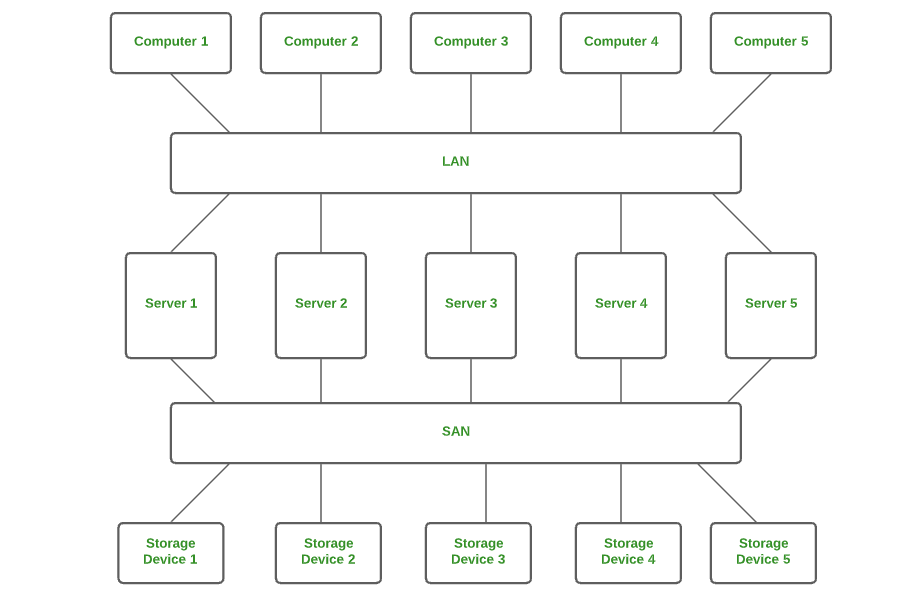 Computer 1
Computer 2
Computer 3
Computer 4
Computer 5
LAN
Server 1
Server 2
Server 3
Server 4
Server 5
SAN
Storage
Device 1
Storage
Device 2
Storage
Device 3
Storage
Device 4
Storage
Device 5